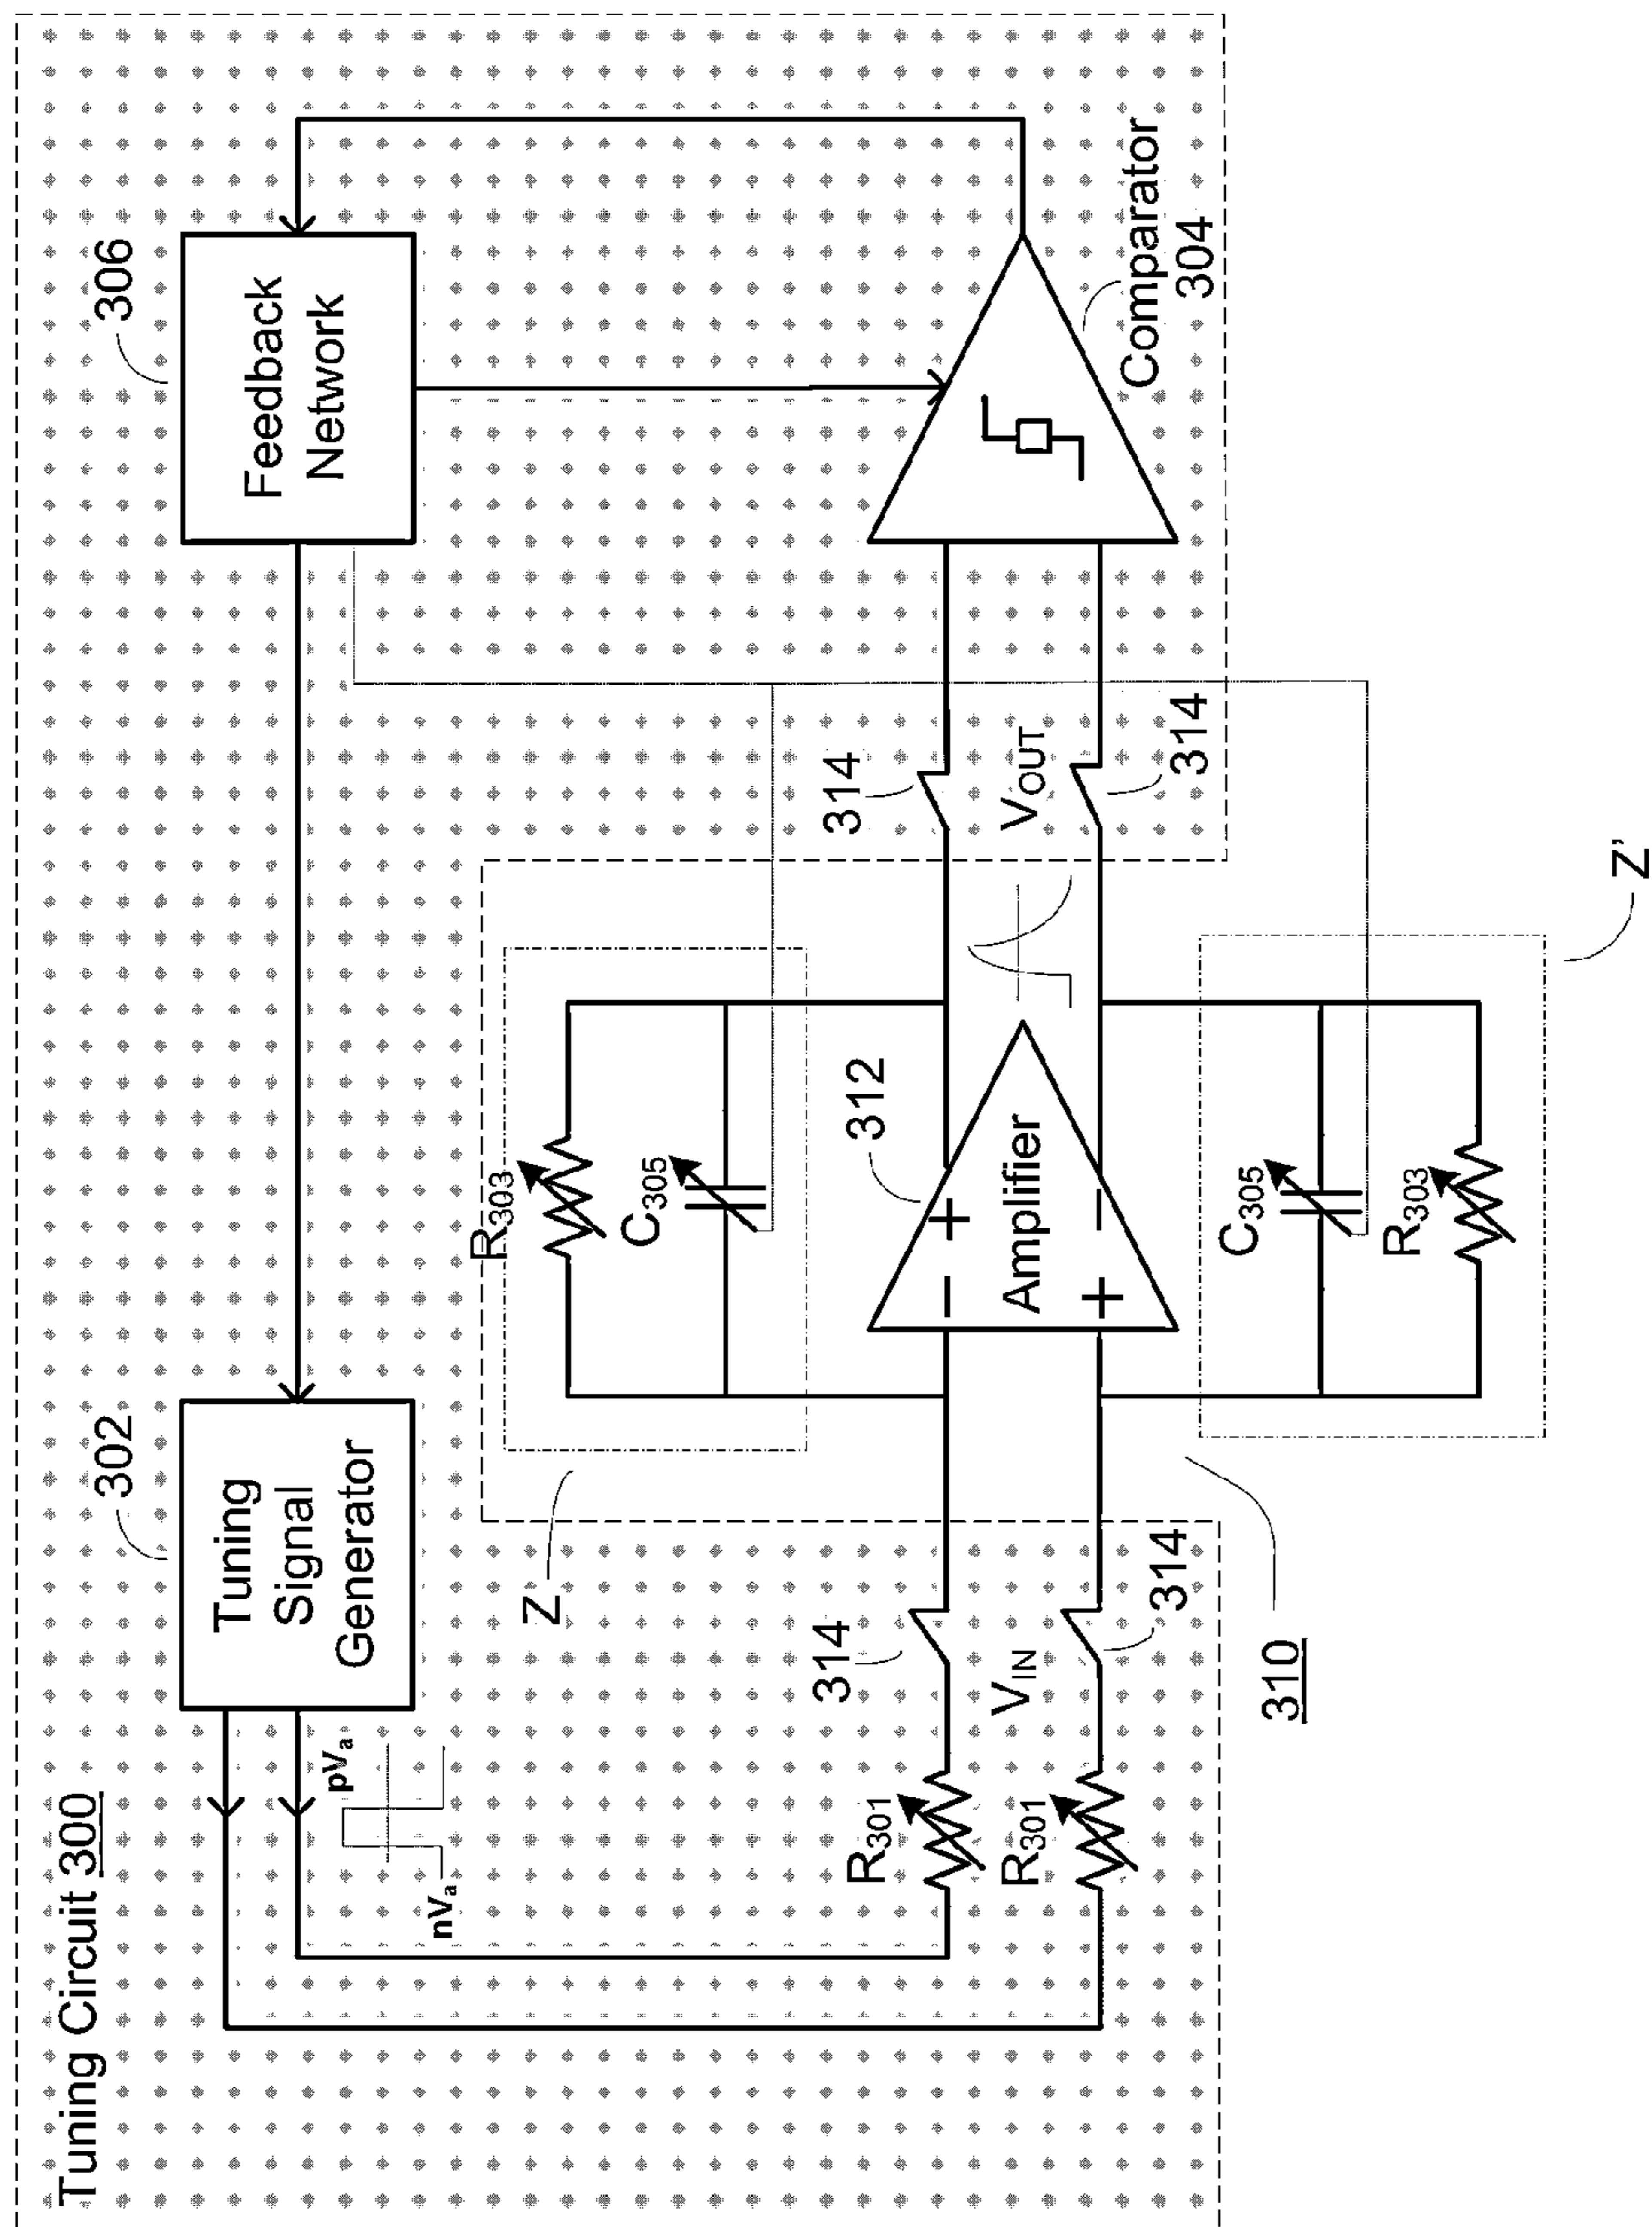 Tuning Circuit 300
302
Tuning
Signal
Generator
306
Feedback
Network
pVa
nVa
Z
R303
C305
314
314
312
R301
VIN
R301
314
Amplifier
- +
+ -
VOUT
314
Comparator
304
310
C305
R303
Z'